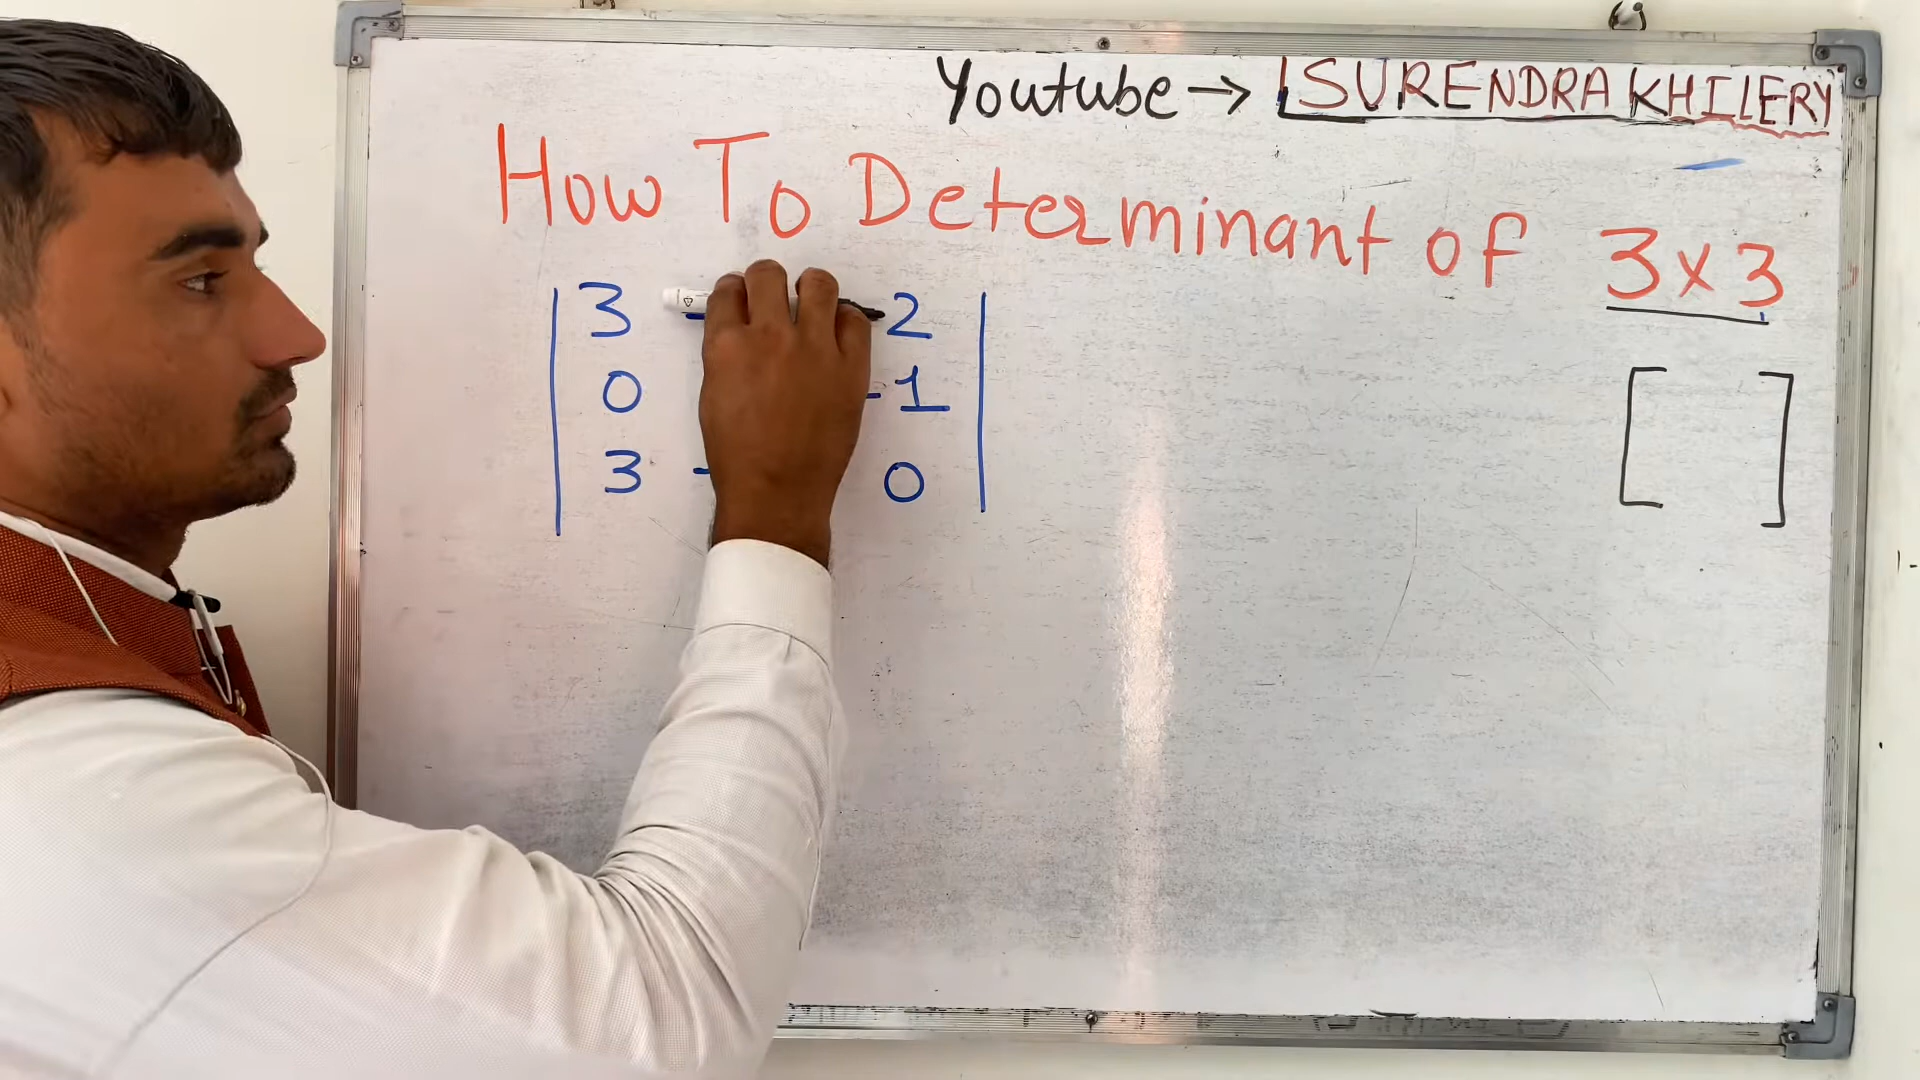 Youtube → SURENDRA KHILERY
How To Determinant of 3x3
3 - 2
0 -1
3 - 0
[ ]